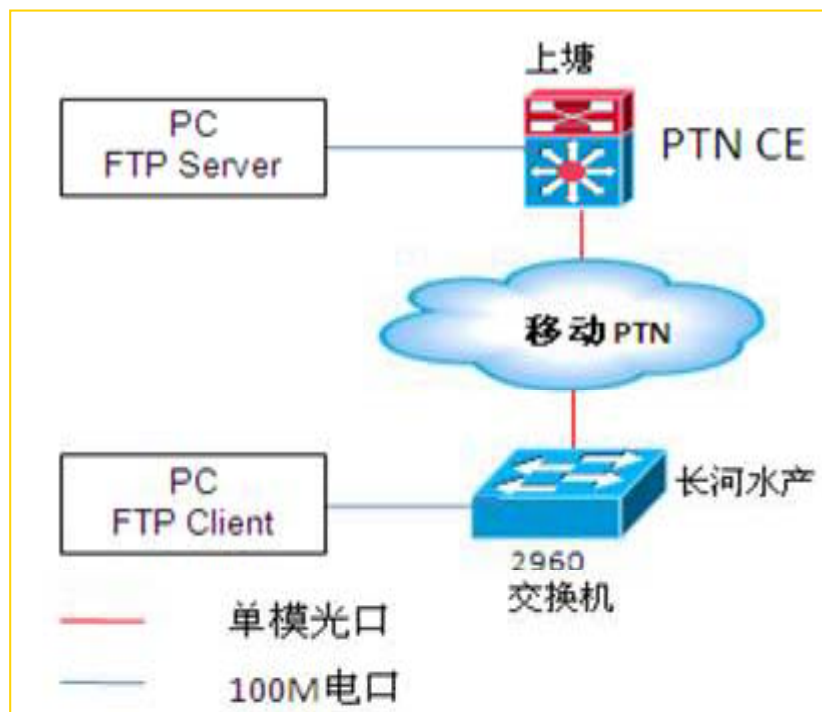 上塘
PC
FTP Server
PTN CE
移动 PTN
PC
FTP Client
长河水产
2960
交换机
单模光口
100M电口